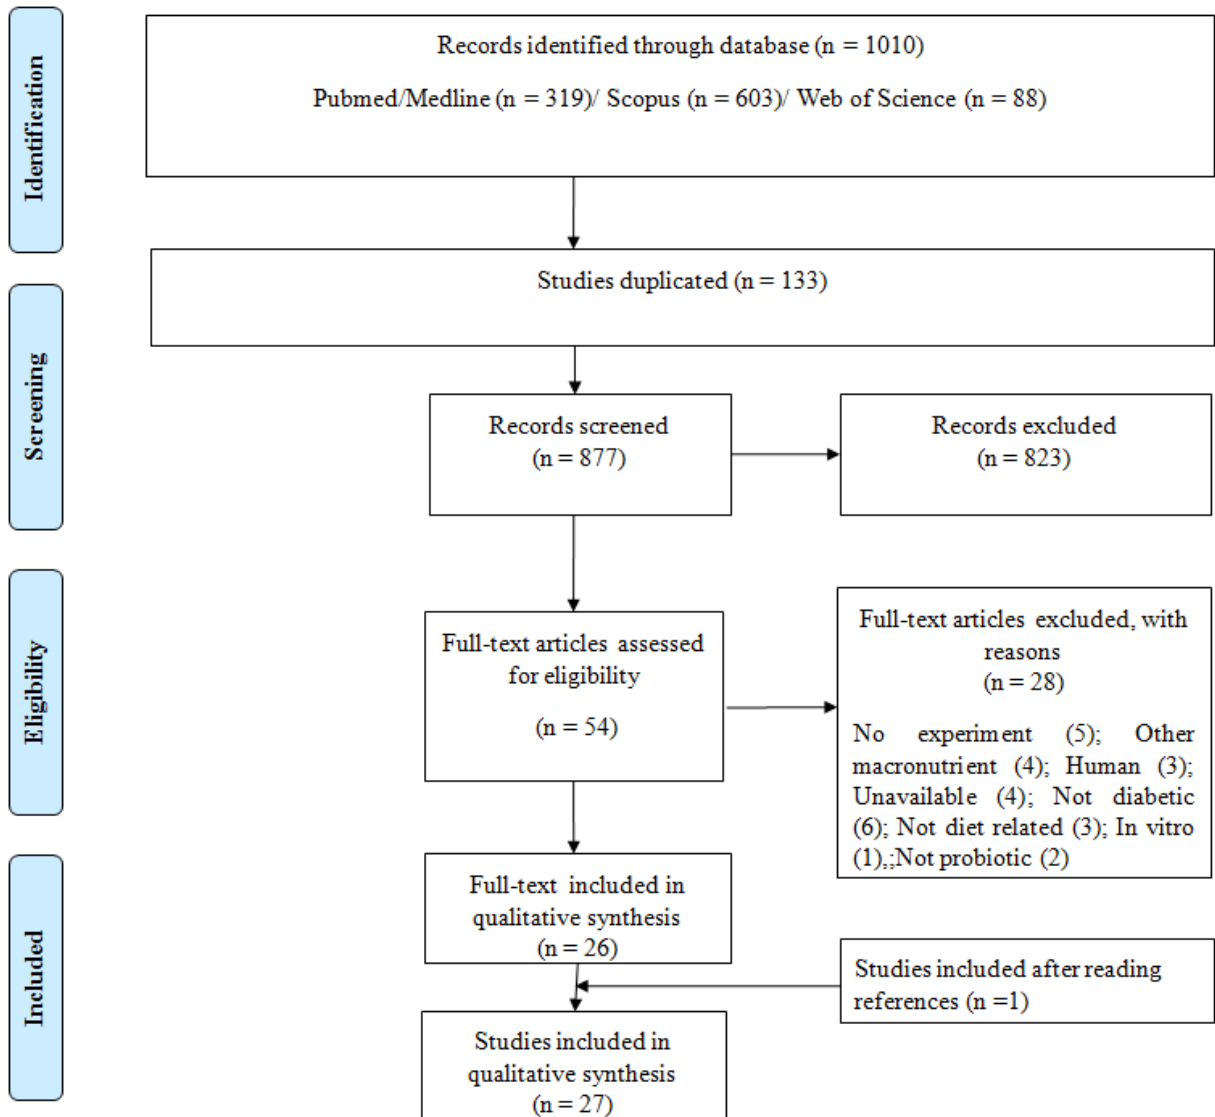 Identification
Records identified through database (n = 1010)
Pubmed/Medline (n = 319)/ Scopus (n = 603)/ Web of Science (n = 88)
Studies duplicated (n = 133)
Screening
Records screened
(n = 877)
Records excluded
(n = 823)
Eligibility
Full-text articles assessed
for eligibility
(n = 54)
Full-text articles excluded, with
reasons
(n = 28)
No experiment (5); Other
macronutrient (4); Human (3);
Unavailable (4); Not diabetic
(6); Not diet related (3); In vitro
(1),;Not probiotic (2)
Included
Full-text included in
qualitative synthesis
(n = 26)
Studies included after reading
references (n =1)
Studies included in
qualitative synthesis
(n = 27)